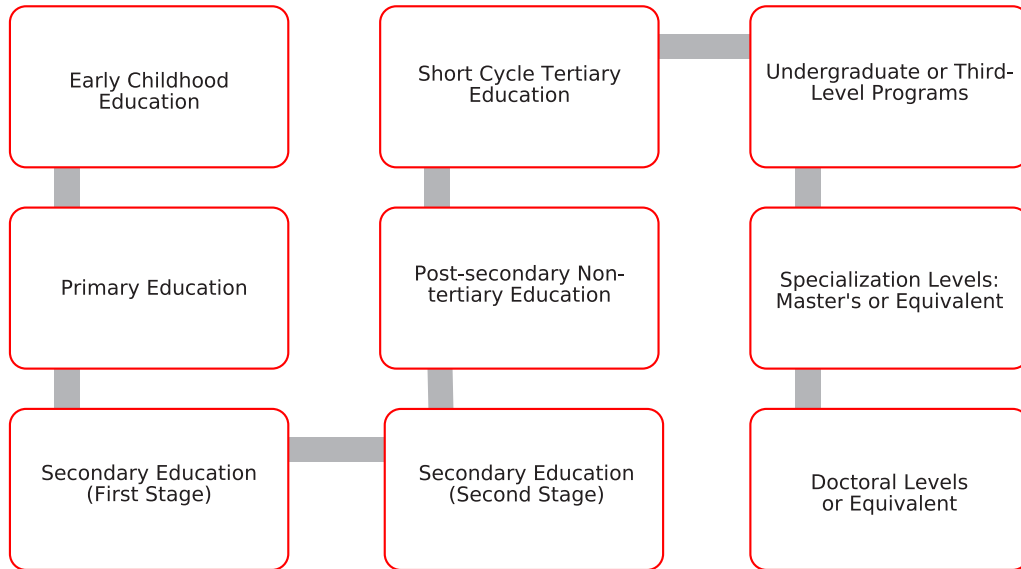 Early Childhood
Education
Primary Education
Secondary Education
(First Stage)
Secondary Education
(Second Stage)
Post-secondary Non-
tertiary Education
Short Cycle Tertiary
Education
Undergraduate or Third-
Level Programs
Specialization Levels:
Master's or Equivalent
Doctoral Levels
or Equivalent